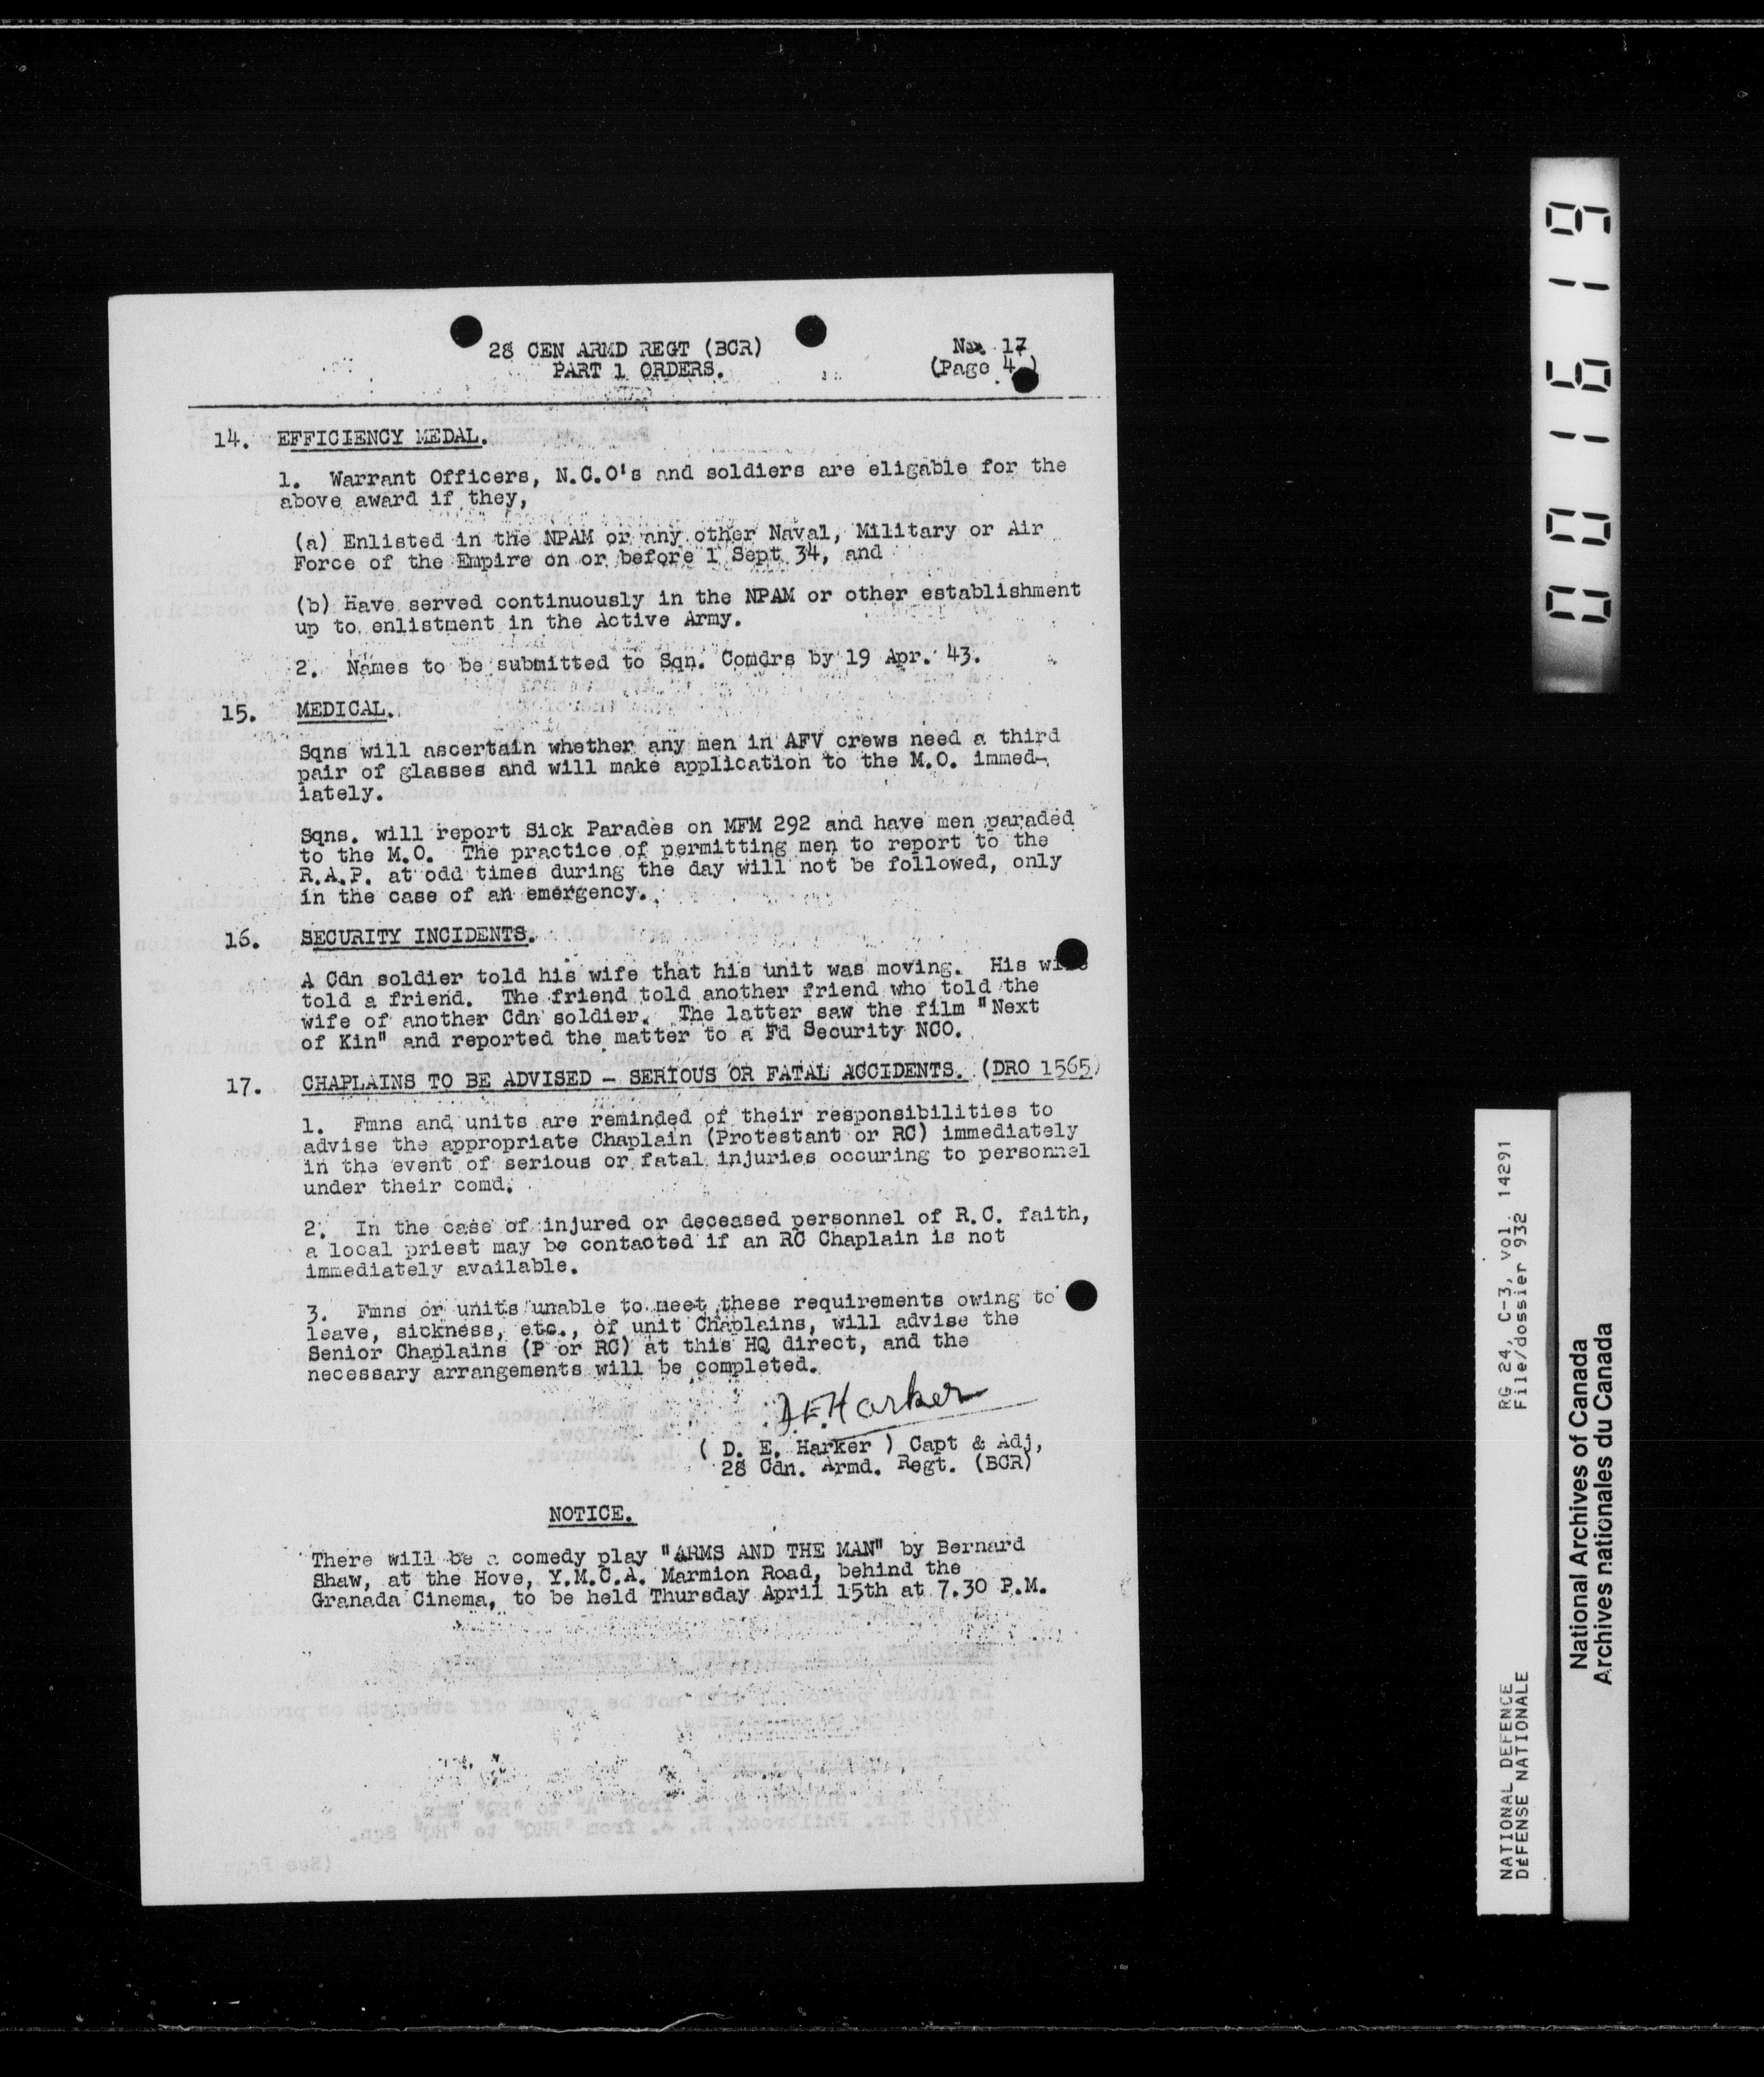 28 CEN ARMD REGT (BCR)
PART 1 ORDERS.
No. 17
(Page 4)
14. EFFICIENCY MEDAL.
1. Warrant Officers, N.C.O's and soldiers are eligable for the
above award if they,
(a) Enlisted in the NPAM or any other Naval, Military or Air
Force of the Empire on or before 1 Sept 34, and
(b) Have served continuously in the NPAM or other establishment
up to enlistment in the Active Army.
2. Names to be submitted to Sqn. Comdrs by 19 Apr. 43.
15. MEDICAL.
Sqns will ascertain whether any men in AFV crews need a third
pair of glasses and will make application to the M.O. immed-
iately.
Sqns. will report Sick Parades on MFM 292 and have men paraded
to the M.O. The practice of permitting men to report to the
R.A.P. at odd times during the day will not be followed, only
in the case of an emergency.
16. SECURITY INCIDENTS.
A Cdn soldier told his wife that his unit was moving. His wife
told a friend. The friend told another friend who told the
wife of another Cdn soldier. The latter saw the film "Next
of Kin" and reported the matter to a Fd Security NCO.
17. CHAPLAINS TO BE ADVISED - SERIOUS OR FATAL ACCIDENTS. (DRO 1565)
1. Fmns and units are reminded of their responsibilities to
advise the appropriate Chaplain (Protestant or RC) immediately
in the event of serious or fatal injuries occuring to personnel
under their comd.
2. In the case of injured or deceased personnel of R.C. faith,
a local priest may be contacted if an RC Chaplain is not
immediately available.
3. Fmns or units unable to meet these requirements owing to
leave, sickness, etc., of unit Chaplains, will advise the
Senior Chaplains (P or RC) at this HQ direct, and the
necessary arrangements will be completed.
D.E. Harker
( D. E. Harker ) Capt & Adj,
28 Cdn. Armd. Regt. (BCR)
NOTICE.
There will be a comedy play "ARMS AND THE MAN" by Bernard
Shaw, at the Hove, Y.M.C.A. Marmion Road, behind the
Granada Cinema, to be held Thursday April 15th at 7.30 P.M.
001619
NATIONAL DEFENCE RG 24, C-3, vol. 14291
DÉFENSE NATIONALE File/dossier 932
National Archives of Canada
Archives nationales du Canada